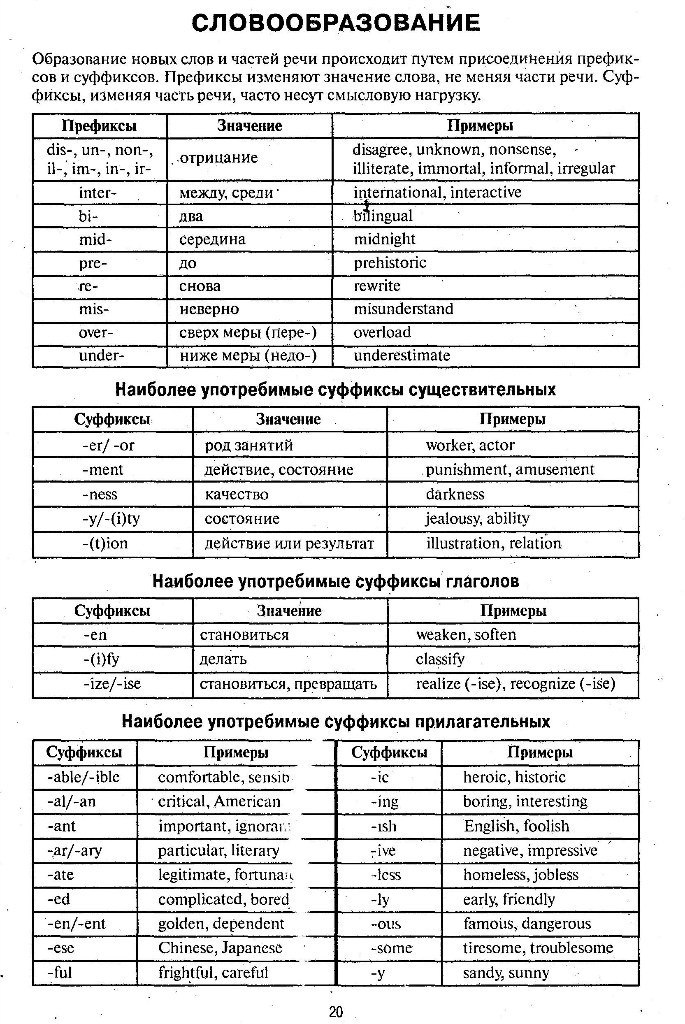 СЛОВООБРАЗОВАНИЕ
Образование новых слов и частей речи происходит путем присоединения префик-
сов и суффиксов. Префиксы изменяют значение слова, не меняя части речи. Суф-
фиксы, изменяя часть речи, часто несут смысловую нагрузку.
Префиксы Значение Примеры
dis-, un-, non-, disagree, unknown, nonsense,
il-, im-, in-, ir- отрицание illiterate, immortal, informal, irregular
inter- между, среди international, interactive
bi- два bilingual
mid- середина midnight
pre- до prehistoric
re- снова rewrite
mis- неверно misunderstand
over- сверх меры (пере-) overload
under- ниже меры (недо-) underestimate
Наиболее употребимые суффиксы существительных
Суффиксы Значение Примеры
-er/ -or род занятий worker, actor
-ment действие, состояние punishment, amusement
-ness качество darkness
-y/-(i)ty состояние jealousy, ability
-(t)ion действие или результат illustration, relation
Наиболее употребимые суффиксы глаголов
Суффиксы Значение Примеры
-en становиться weaken, soften
-(i)fy делать classify
-ize/-ise становиться, превращать realize (-ise), recognize (-ise)
Наиболее употребимые суффиксы прилагательных
Суффиксы Примеры Суффиксы Примеры
-able/-ible comfortable, -ic heroic, historic
-al/-an critical, American -ing boring, interesting
-ant important, -ish English, foolish
-ar/-ary particular, literary -ive negative, impressive
-ate legitimate, -less homeless, jobless
-ed complicated, bored -ly early, friendly
-en/-ent golden, dependent -ous famous, dangerous
-ese Chinese, Japanese -some tiresome, troublesome
-ful frightful, careful -y sandy, sunny
20